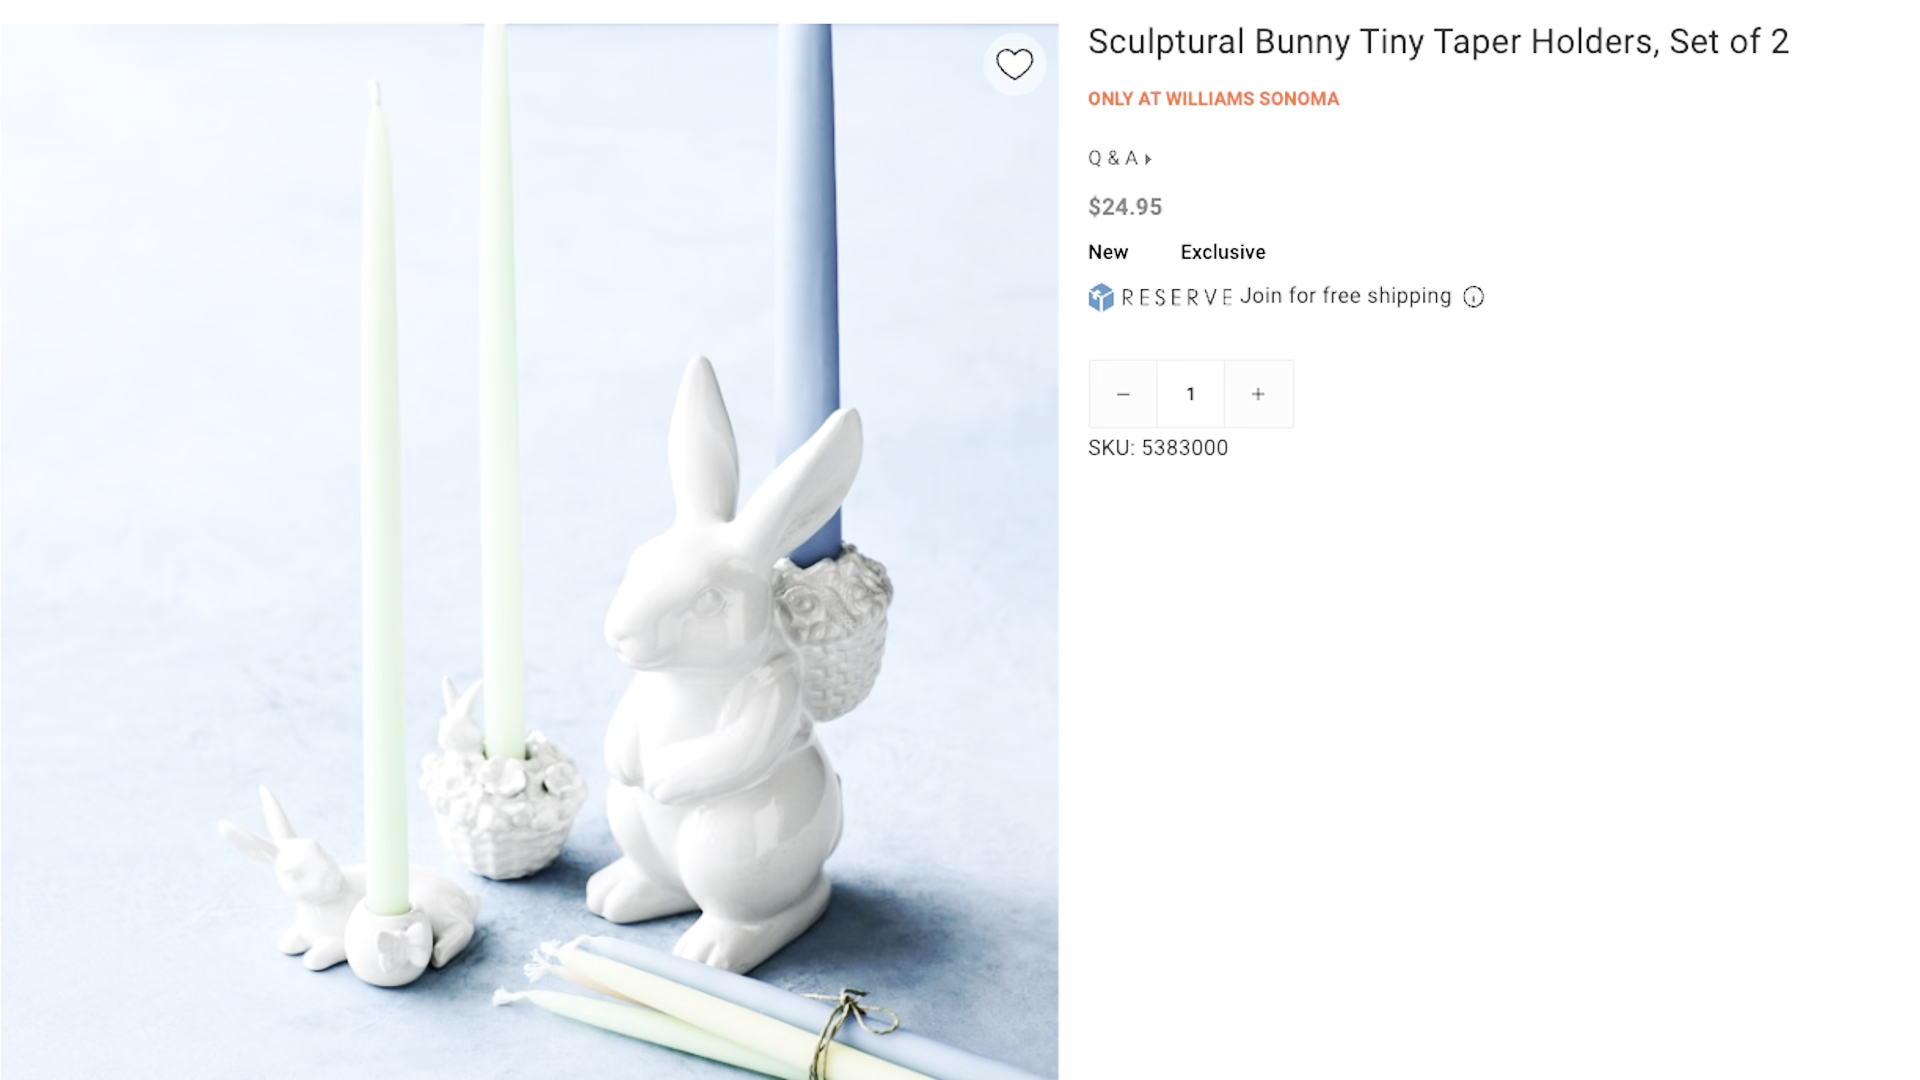 Sculptural Bunny Tiny Taper Holders, Set of 2
ONLY AT WILLIAMS SONOMA
Q & A
$24.95
New Exclusive
RESERVE Join for free shipping
− 1 +
SKU: 5383000